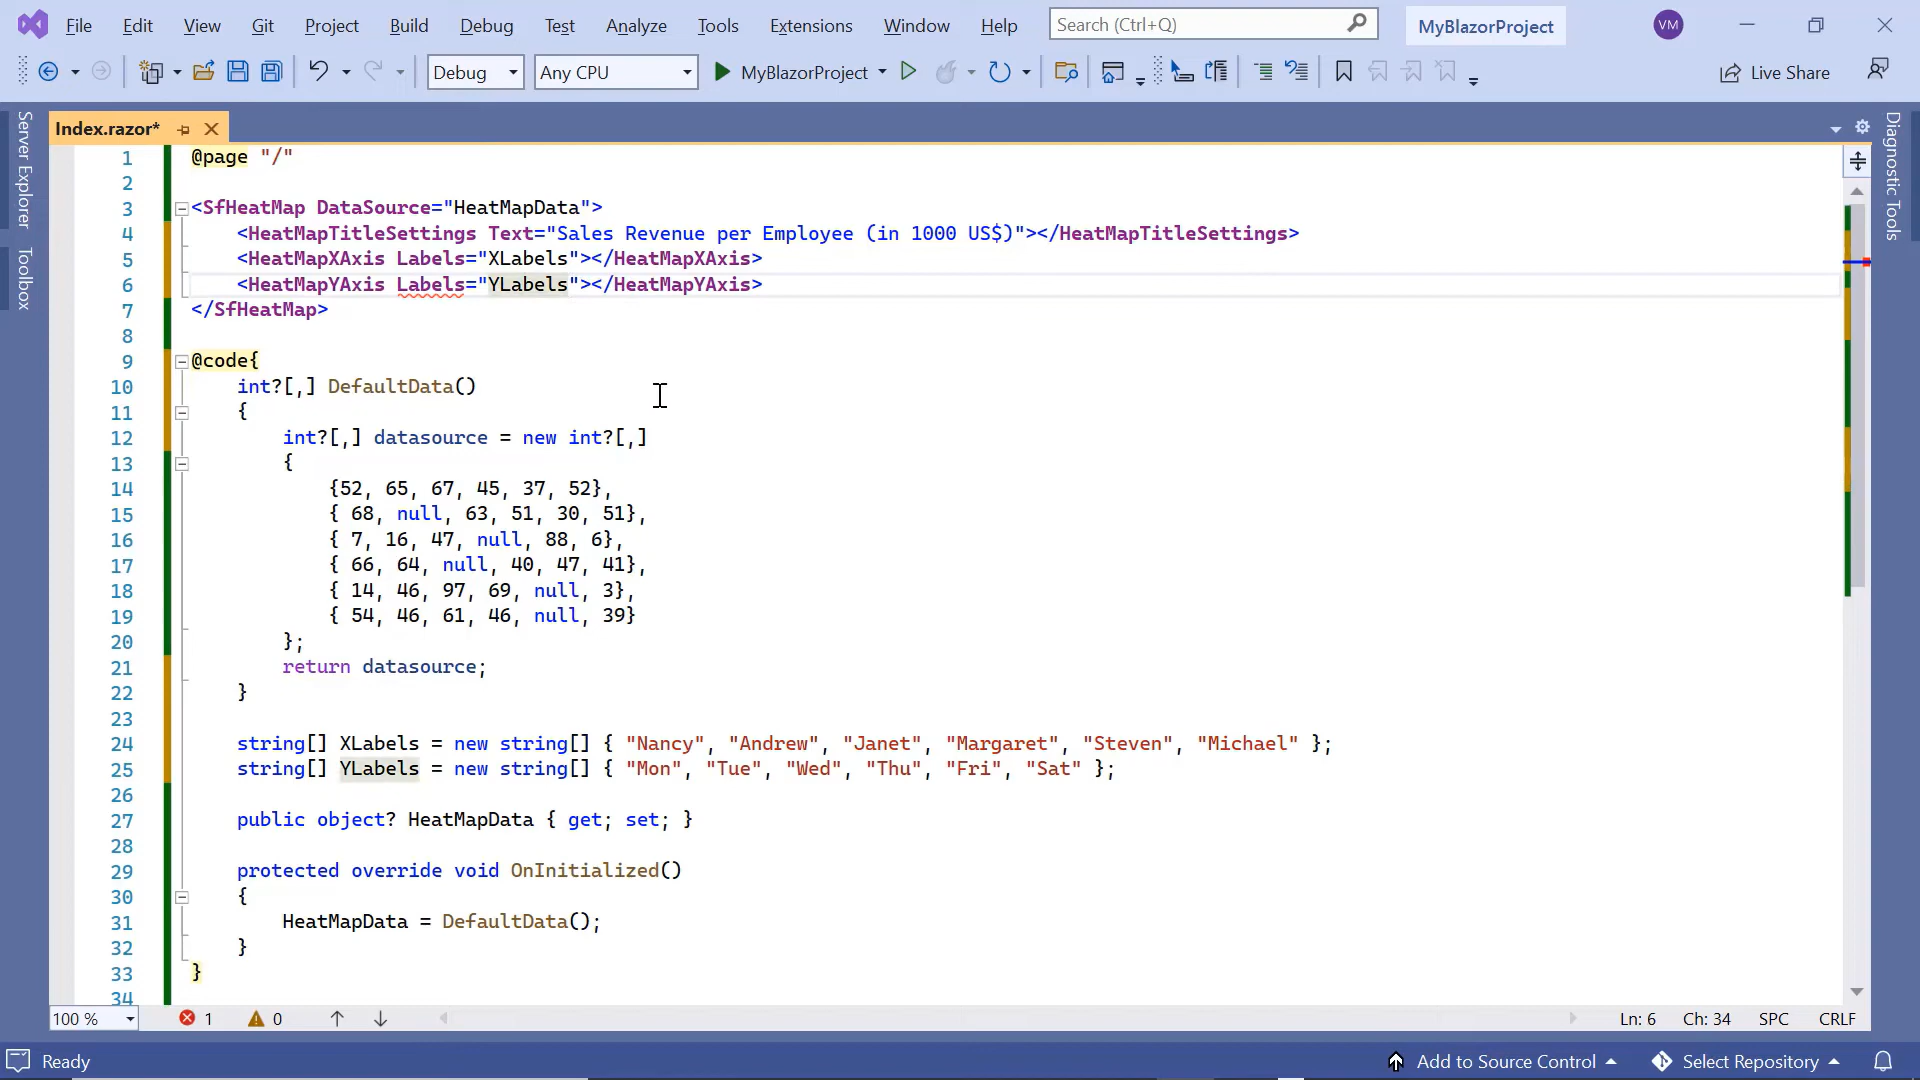 File Edit View Git Project Build Debug Test Analyze Tools Extensions Window Help Search (Ctrl+Q) MyBlazorProject VM
Debug Any CPU MyBlazorProject Live Share
Server Explorer
Toolbox
Index.razor*
Diagnostic Tools
1 @page "/"
2
3 <SfHeatMap DataSource="HeatMapData">
4 <HeatMapTitleSettings Text="Sales Revenue per Employee (in 1000 US$)"></HeatMapTitleSettings>
5 <HeatMapXAxis Labels="XLabels"></HeatMapXAxis>
6 <HeatMapYAxis Labels="YLabels"></HeatMapYAxis>
7 </SfHeatMap>
8
9 @code{
10 int?[,] DefaultData()
11 {
12 int?[,] datasource = new int?[,]
13 {
14 {52, 65, 67, 45, 37, 52},
15 { 68, null, 63, 51, 30, 51},
16 { 7, 16, 47, null, 88, 6},
17 { 66, 64, null, 40, 47, 41},
18 { 14, 46, 97, 69, null, 3},
19 { 54, 46, 61, 46, null, 39}
20 };
21 return datasource;
22 }
23
24 string[] XLabels = new string[] { "Nancy", "Andrew", "Janet", "Margaret", "Steven", "Michael" };
25 string[] YLabels = new string[] { "Mon", "Tue", "Wed", "Thu", "Fri", "Sat" };
26
27 public object? HeatMapData { get; set; }
28
29 protected override void OnInitialized()
30 {
31 HeatMapData = DefaultData();
32 }
33 }
34
100 % 1 0 Ln: 6 Ch: 34 SPC CRLF
Ready Add to Source Control Select Repository